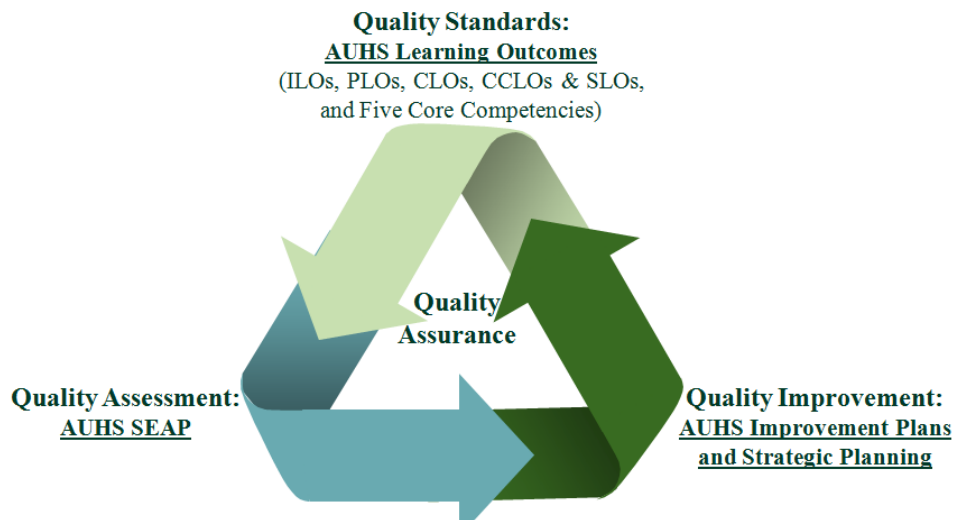 Quality Standards:
AUHS Learning Outcomes
(ILOs, PLOs, CLOs, CCLOs & SLOs,
and Five Core Competencies)
Quality
Assurance
Quality Assessment:
AUHS SEAP
Quality Improvement:
AUHS Improvement Plans
and Strategic Planning